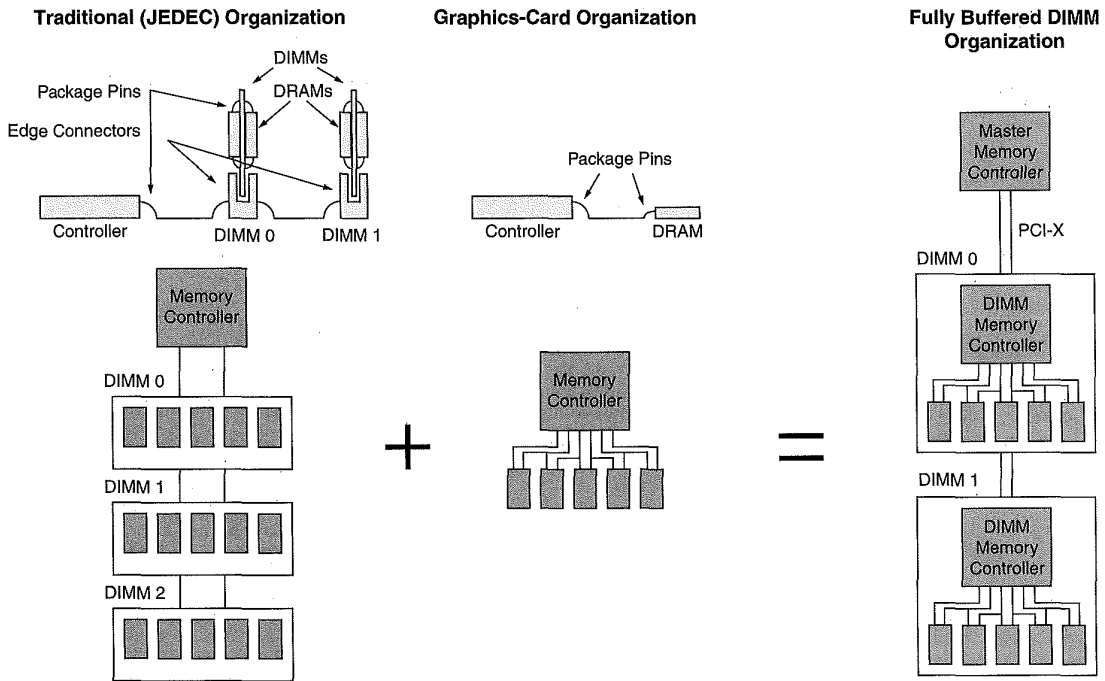 Traditional (JEDEC) Organization
Graphics-Card Organization
Fully Buffered DIMM
Organization
DIMMs
Package Pins
DRAMs
Edge Connectors
Controller
DIMM 0
DIMM 1
Package Pins
Controller
DRAM
Memory
Controller
DIMM 0
DIMM 1
DIMM 2
+
Memory
Controller
=
Master
Memory
Controller
PCI-X
DIMM 0
DIMM
Memory
Controller
DIMM 1
DIMM
Memory
Controller